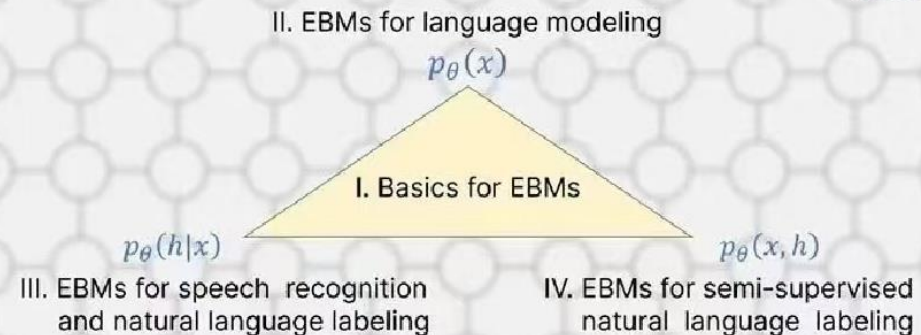 II. EBMs for language modeling
pθ(x)
I. Basics for EBMs
pθ(h|x)
pθ(x, h)
III. EBMs for speech recognition
and natural language labeling
IV. EBMs for semi-supervised
natural language labeling